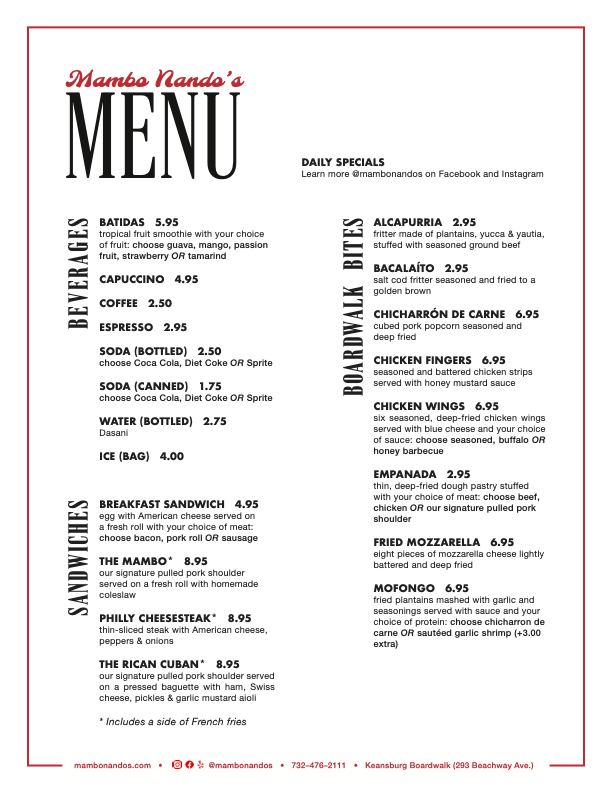 Mambo Nando's
MENU
DAILY SPECIALS
Learn more @mambonandos on Facebook and Instagram
BEVERAGES
BATIDAS 5.95
tropical fruit smoothie with your choice
of fruit: choose guava, mango, passion
fruit, strawberry OR tamarind
CAPUCCINO 4.95
COFFEE 2.50
ESPRESSO 2.95
SODA (BOTTLED) 2.50
choose Coca Cola, Diet Coke OR Sprite
SODA (CANNED) 1.75
choose Coca Cola, Diet Coke OR Sprite
WATER (BOTTLED) 2.75
Dasani
ICE (BAG) 4.00
SANDWICHES
BREAKFAST SANDWICH 4.95
egg with American cheese served on
a fresh roll with your choice of meat:
choose bacon, pork roll OR sausage
THE MAMBO* 8.95
our signature pulled pork shoulder
served on a fresh roll with homemade
coleslaw
PHILLY CHEESESTEAK* 8.95
thin-sliced steak with American cheese,
peppers & onions
THE RICAN CUBAN* 8.95
our signature pulled pork shoulder served
on a pressed baguette with ham, Swiss
cheese, pickles & garlic mustard aioli
* Includes a side of French fries
BOARDWALK BITES
ALCAPURRIA 2.95
fritter made of plantains, yucca & yautia,
stuffed with seasoned ground beef
BACALAÍTO 2.95
salt cod fritter seasoned and fried to a
golden brown
CHICHARRÓN DE CARNE 6.95
cubed pork popcorn seasoned and
deep fried
CHICKEN FINGERS 6.95
seasoned and battered chicken strips
served with honey mustard sauce
CHICKEN WINGS 6.95
six seasoned, deep-fried chicken wings
served with blue cheese and your choice
of sauce: choose seasoned, buffalo OR
honey barbecue
EMPANADA 2.95
thin, deep-fried dough pastry stuffed
with your choice of meat: choose beef,
chicken OR our signature pulled pork
shoulder
FRIED MOZZARELLA 6.95
eight pieces of mozzarella cheese lightly
battered and deep fried
MOFONGO 6.95
fried plantains mashed with garlic and
seasonings served with sauce and your
choice of protein: choose chicharron de
carne OR sautéed garlic shrimp (+3.00
extra)
mambonandos.com • @mambonandos • 732–476–2111 • Keansburg Boardwalk (293 Beachway Ave.)